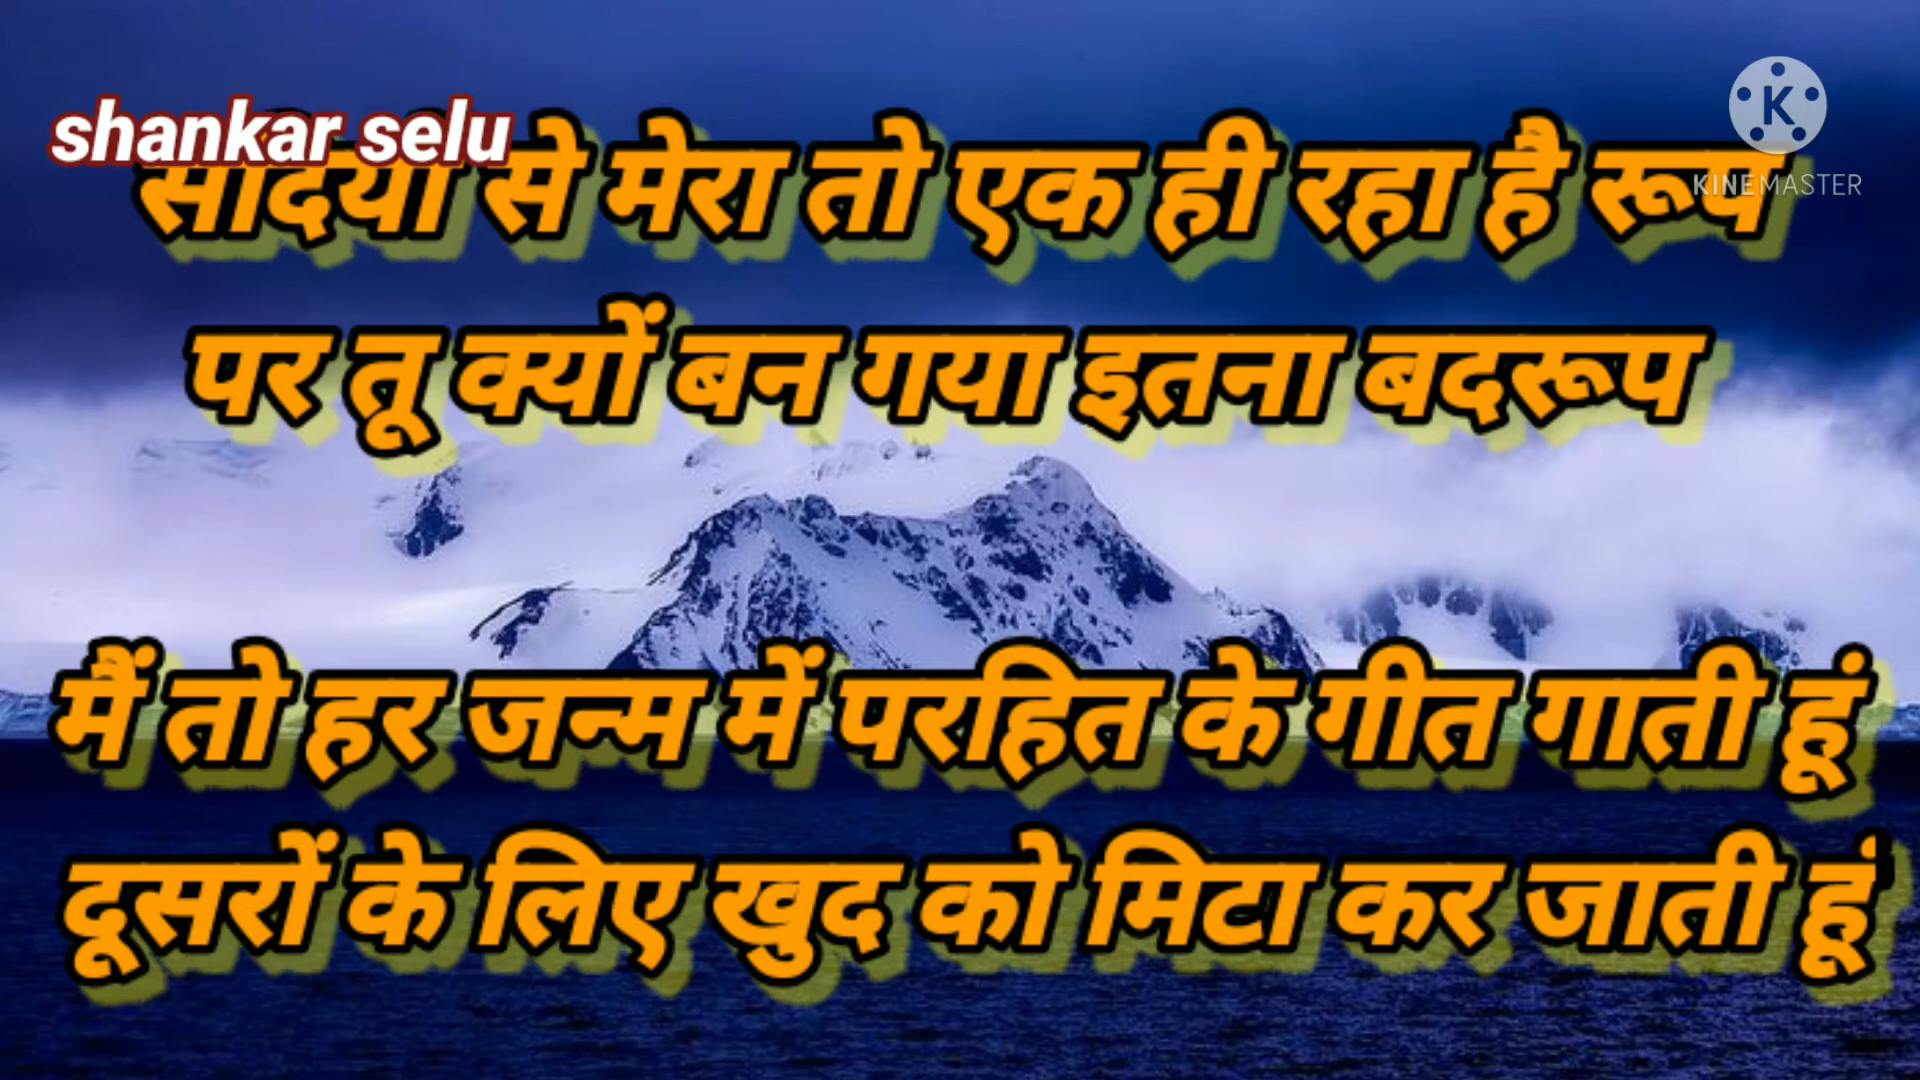 shankar selu
सदियों से मेरा तो एक ही रहा है रूप
पर तू क्यों बन गया इतना बदरूप
मैं तो हर जन्म में परहित के गीत गाती हूं
दूसरों के लिए खुद को मिटा कर जाती हूं
K
KINEMASTER